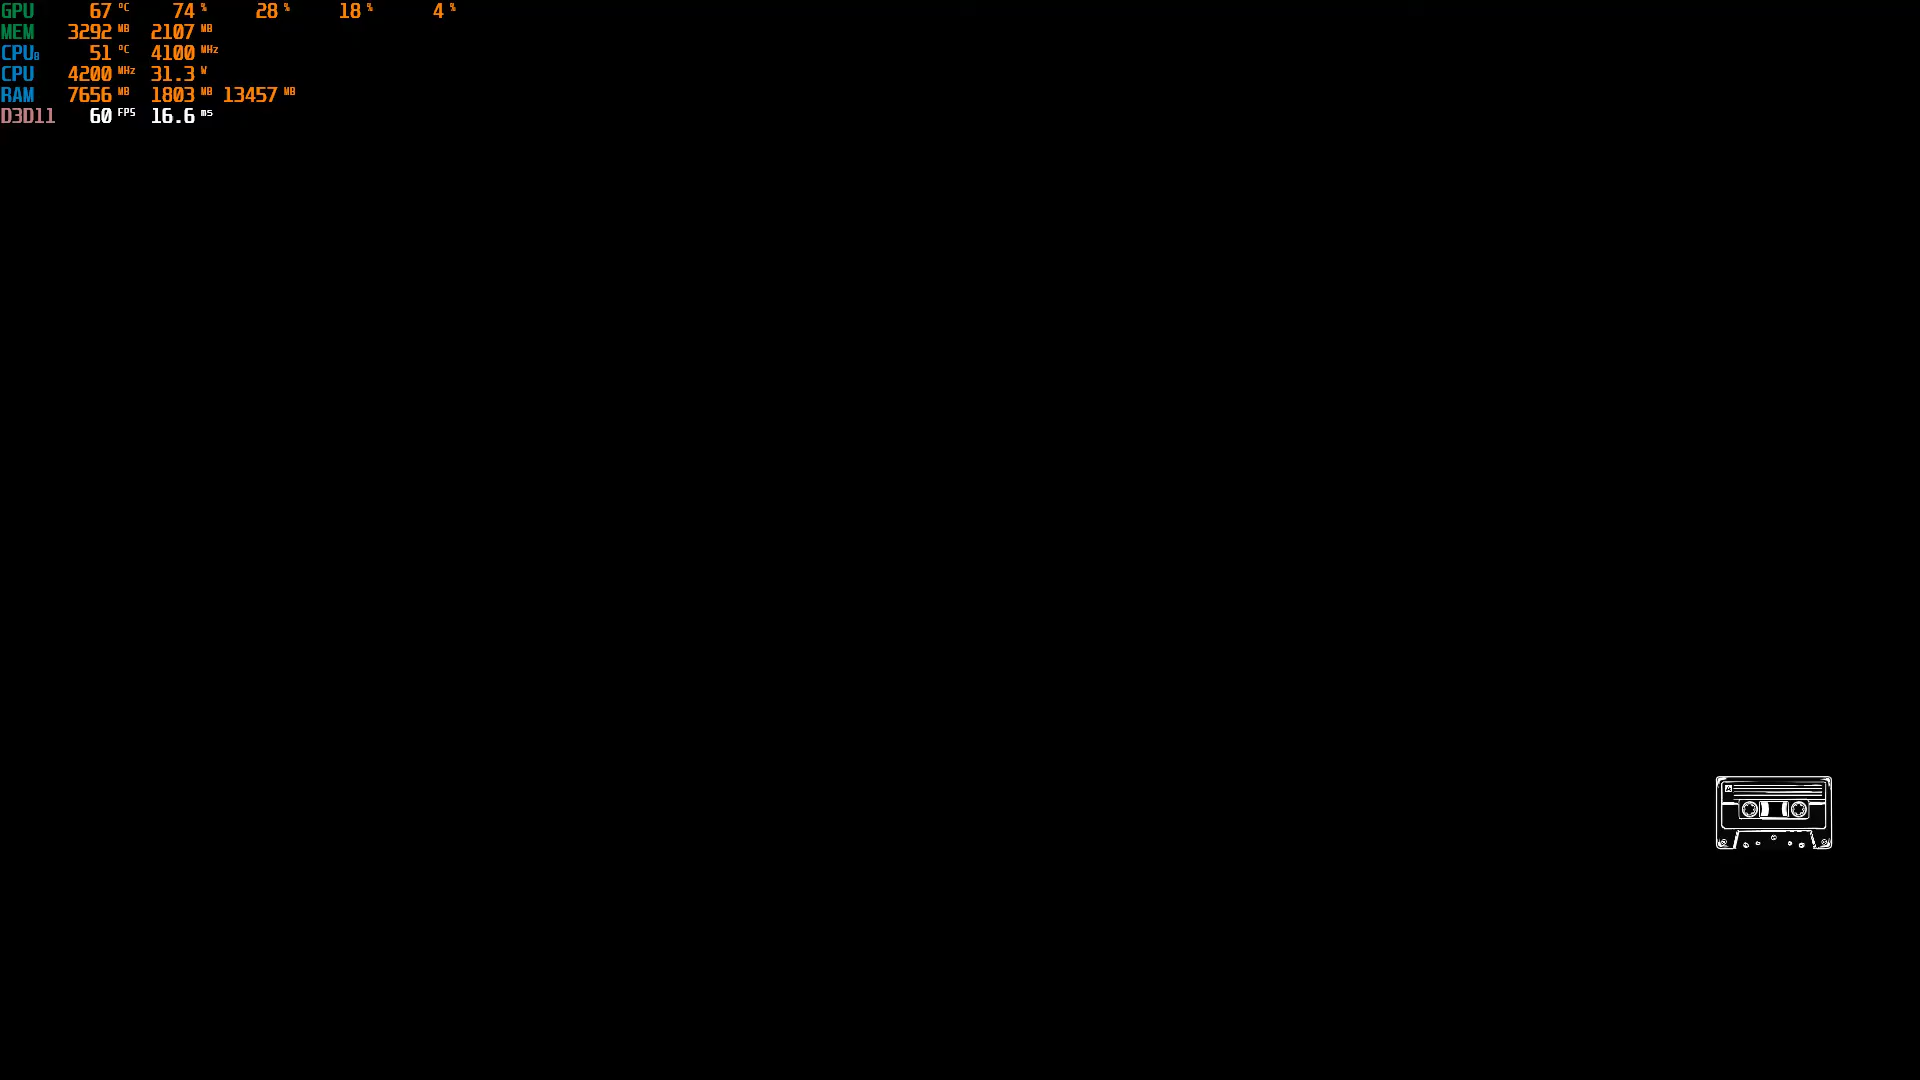 GPU 67 °C 74 % 28 % 18 % 4 %
MEM 3292 MB 2107 MB
CPU8 51 °C 4100 MHz
CPU 4200 MHz 31.3 W
RAM 7656 MB 1803 MB 13457 MB
D3D11 60 FPS 16.6 ms
A